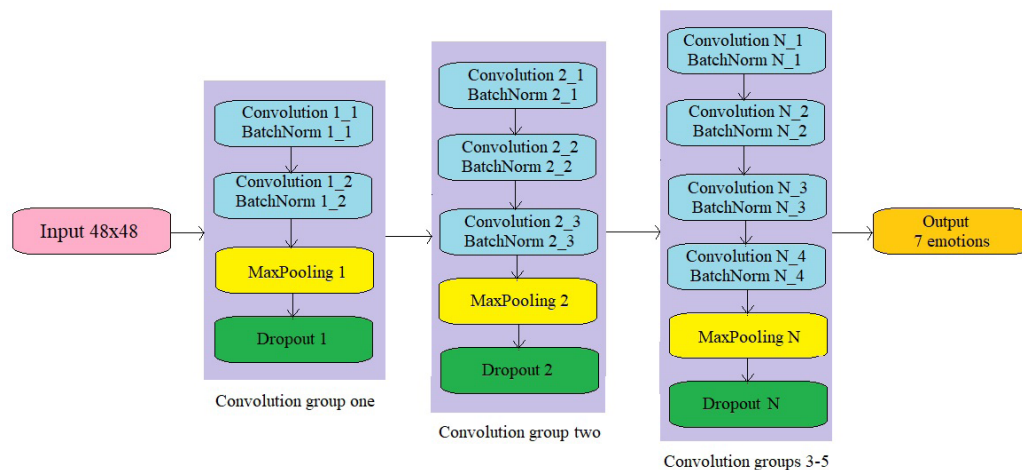 Input 48x48
Convolution 1_1
BatchNorm 1_1
Convolution 1_2
BatchNorm 1_2
MaxPooling 1
Dropout 1
Convolution group one
Convolution 2_1
BatchNorm 2_1
Convolution 2_2
BatchNorm 2_2
Convolution 2_3
BatchNorm 2_3
MaxPooling 2
Dropout 2
Convolution group two
Convolution N_1
BatchNorm N_1
Convolution N_2
BatchNorm N_2
Convolution N_3
BatchNorm N_3
Convolution N_4
BatchNorm N_4
MaxPooling N
Dropout N
Convolution groups 3-5
Output
7 emotions